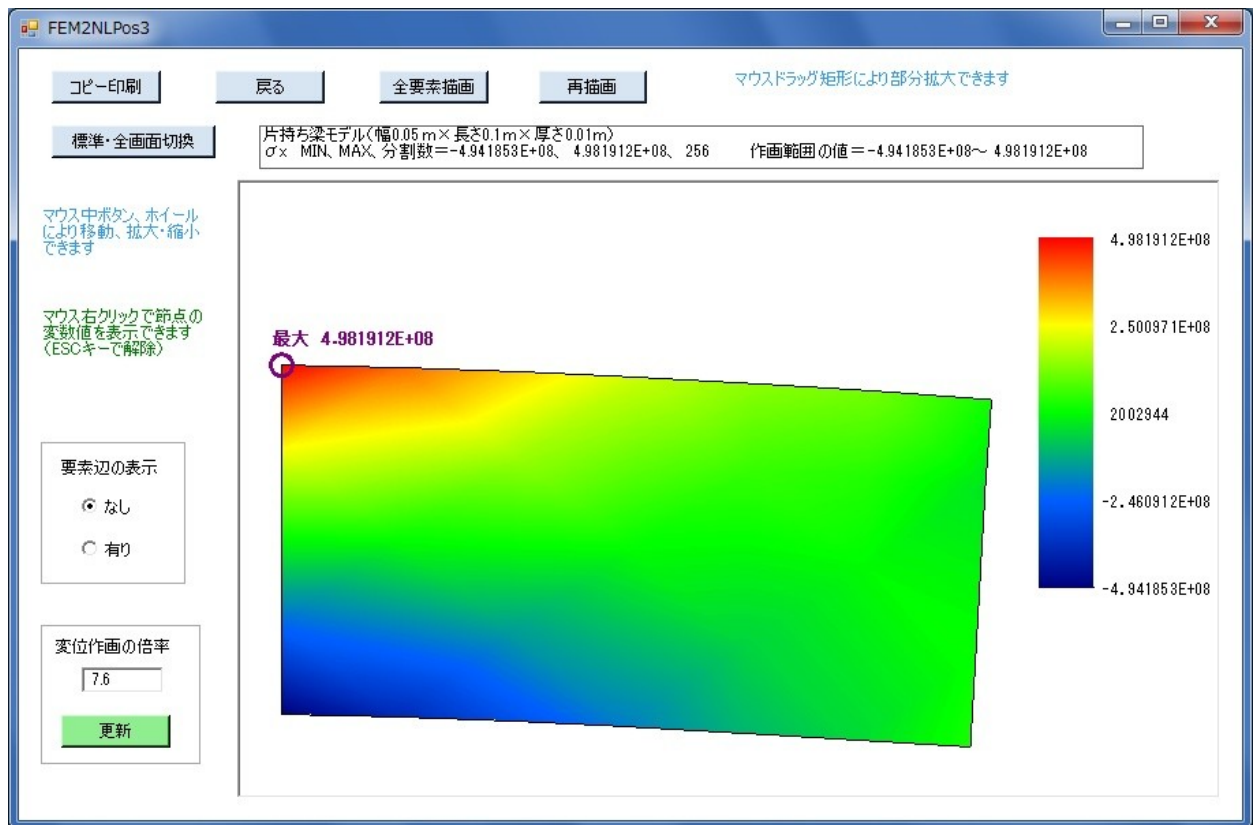 FEM2NLPos3
コピー印刷
戻る
全要素描画
再描画
マウスドラッグ矩形により部分拡大できます
標準・全画面切換
片持ち梁モデル(幅0.05m×長さ0.1m×厚さ0.01m)
σx MIN、MAX、分割数=-4.941853E+08、 4.981912E+08、 256 作画範囲の値=-4.941853E+08～ 4.981912E+08
マウス中ボタン、ホイール
により移動、拡大・縮小
できます
マウス右クリックで節点の
変数値を表示できます
(ESCキーで解除)
最大 4.981912E+08
4.981912E+08
2.500971E+08
2002944
-2.460912E+08
-4.941853E+08
要素辺の表示
なし
有り
変位作画の倍率
7.6
更新